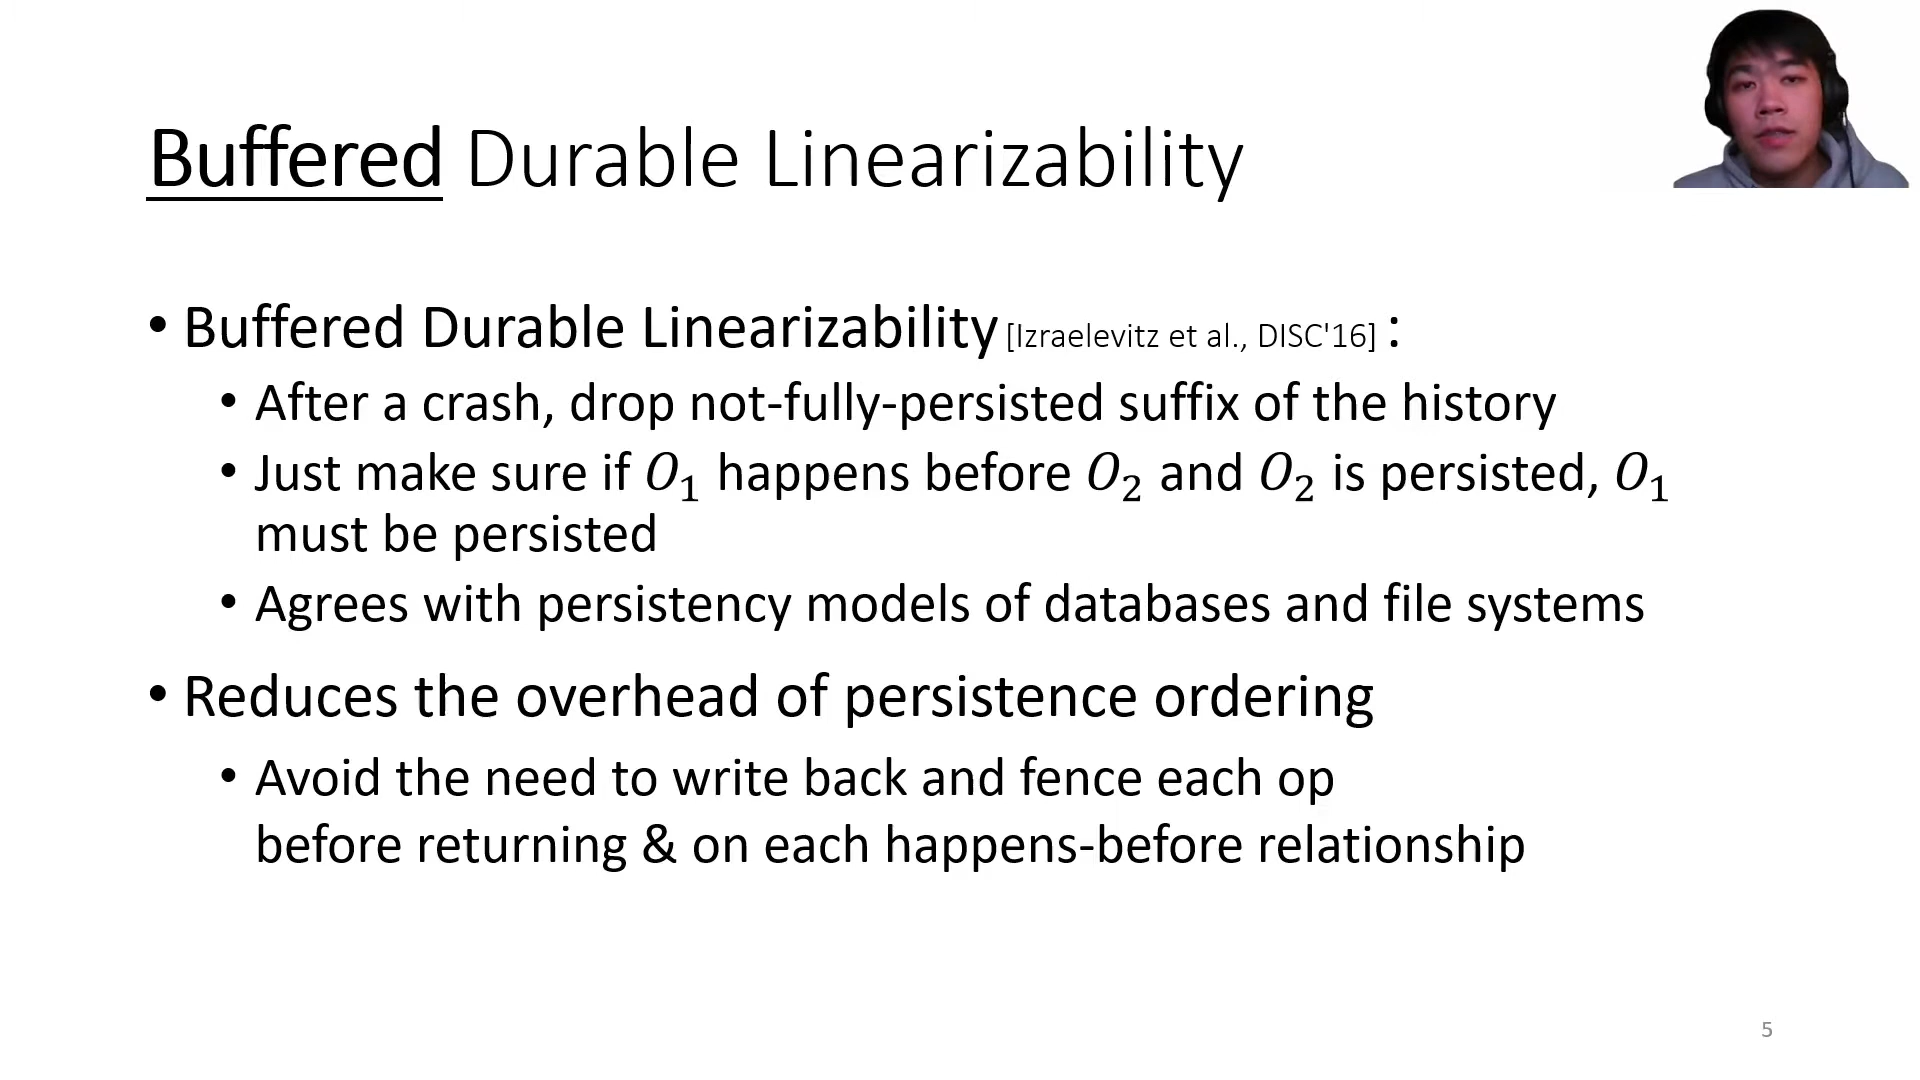 Buffered Durable Linearizability
• Buffered Durable Linearizability [Izraelevitz et al., DISC'16] :
• After a crash, drop not-fully-persisted suffix of the history
• Just make sure if O₁ happens before O₂ and O₂ is persisted, O₁
must be persisted
• Agrees with persistency models of databases and file systems
• Reduces the overhead of persistence ordering
• Avoid the need to write back and fence each op
before returning & on each happens-before relationship
5